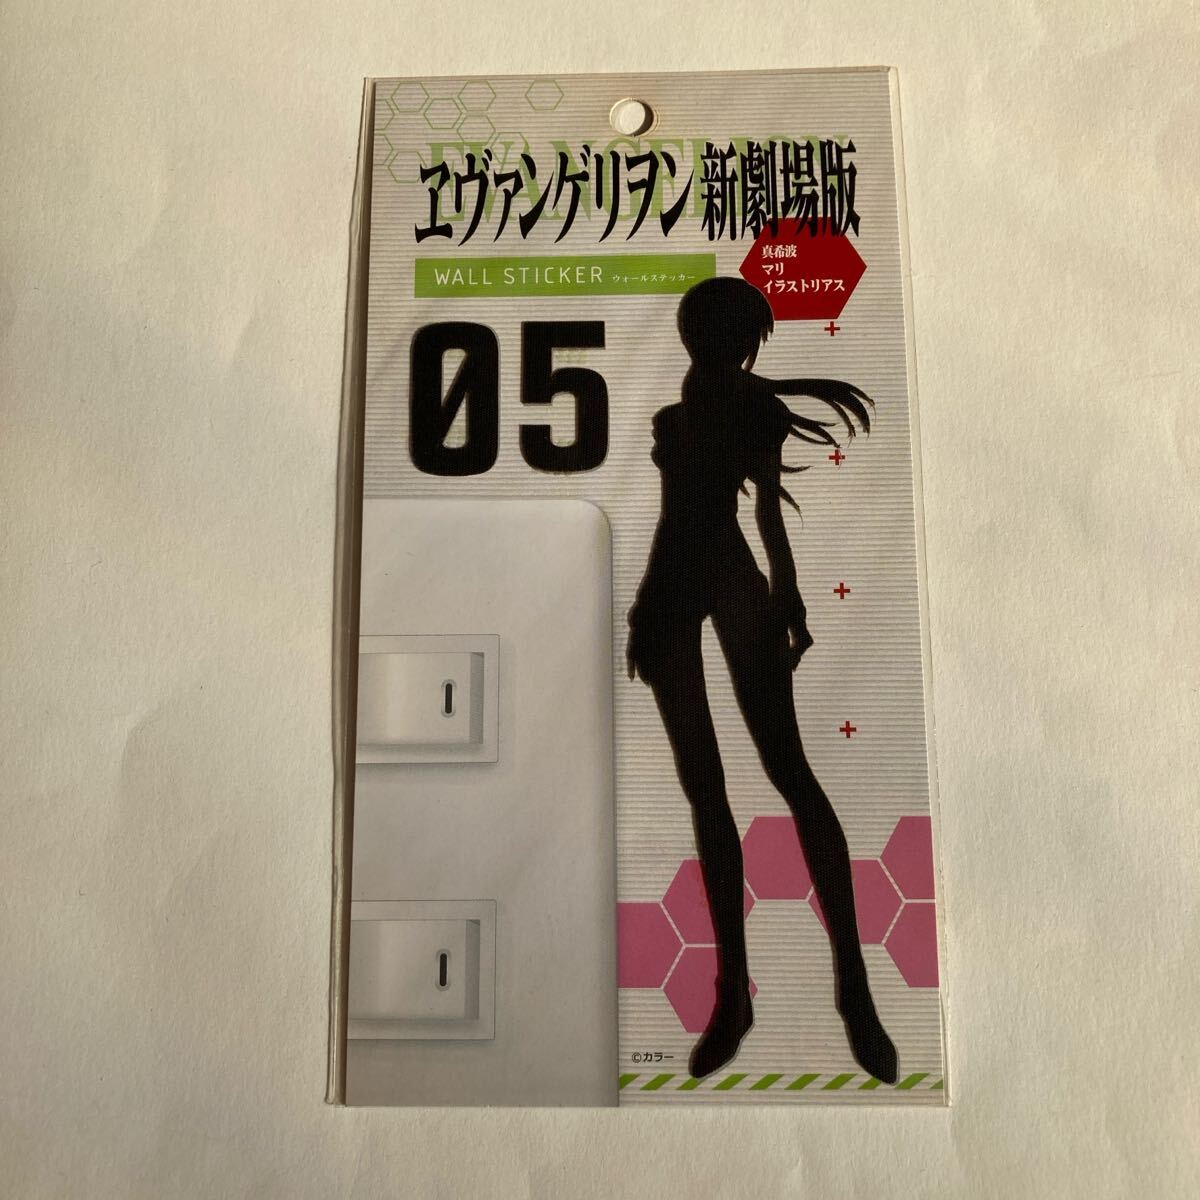 EVANGELION
ヱヴァンゲリヲン新劇場版
WALL STICKER ウォールステッカー
真希波
マリ
イラストリアス
05
©カラー